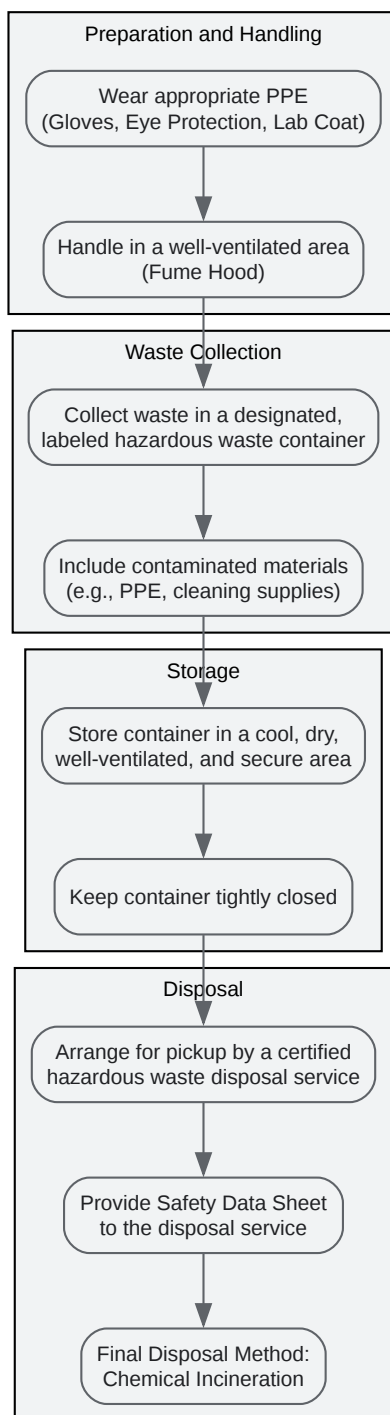 Preparation and Handling
Wear appropriate PPE
(Gloves, Eye Protection, Lab Coat)
Handle in a well-ventilated area
(Fume Hood)
Waste Collection
Collect waste in a designated,
labeled hazardous waste container
Include contaminated materials
(e.g., PPE, cleaning supplies)
Storage
Store container in a cool, dry,
well-ventilated, and secure area
Keep container tightly closed
Disposal
Arrange for pickup by a certified
hazardous waste disposal service
Provide Safety Data Sheet
to the disposal service
Final Disposal Method:
Chemical Incineration